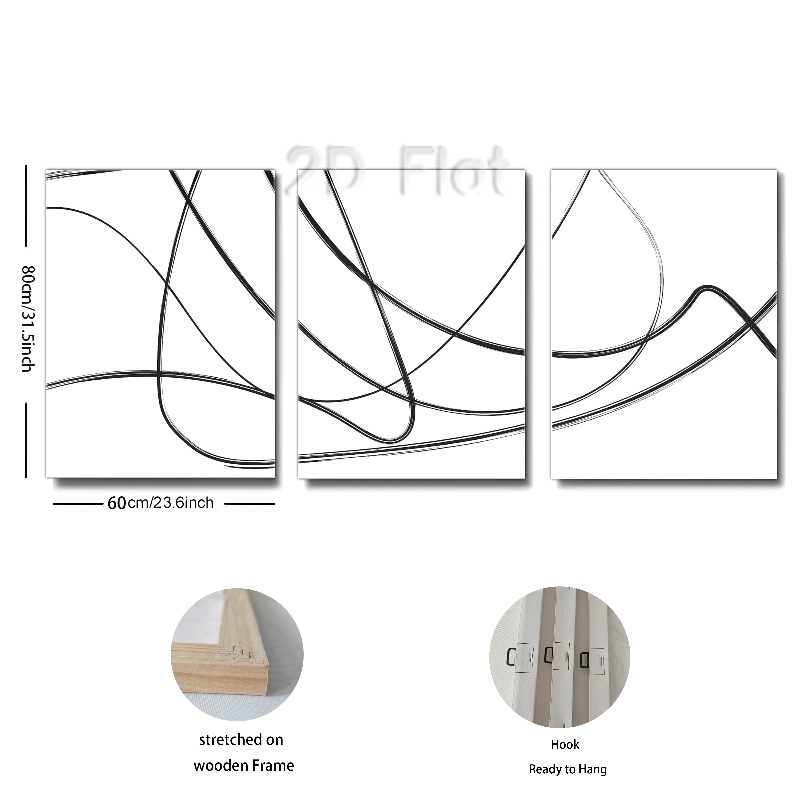 2D Flat
80cm/31.5inch
60cm/23.6inch
stretched on
wooden Frame
Hook
Ready to Hang